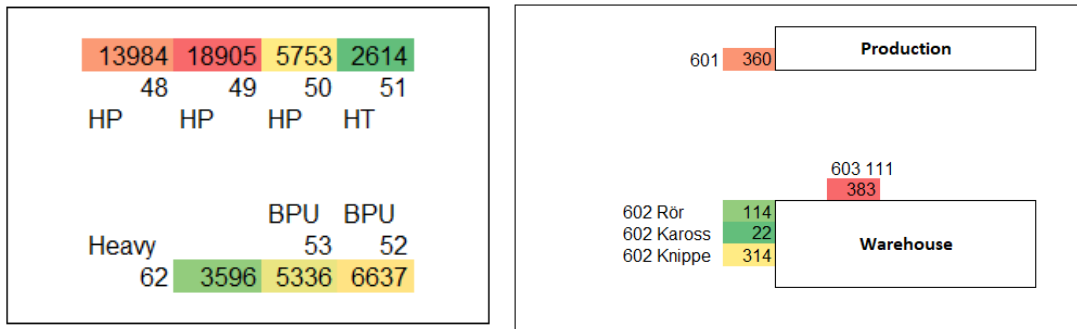 13984 18905 5753 2614
48 49 50 51
HP HP HP HT
BPU BPU
Heavy 53 52
62 3596 5336 6637
Production
601 360
603 111
383
602 Rör 114
602 Kaross 22
602 Knippe 314
Warehouse